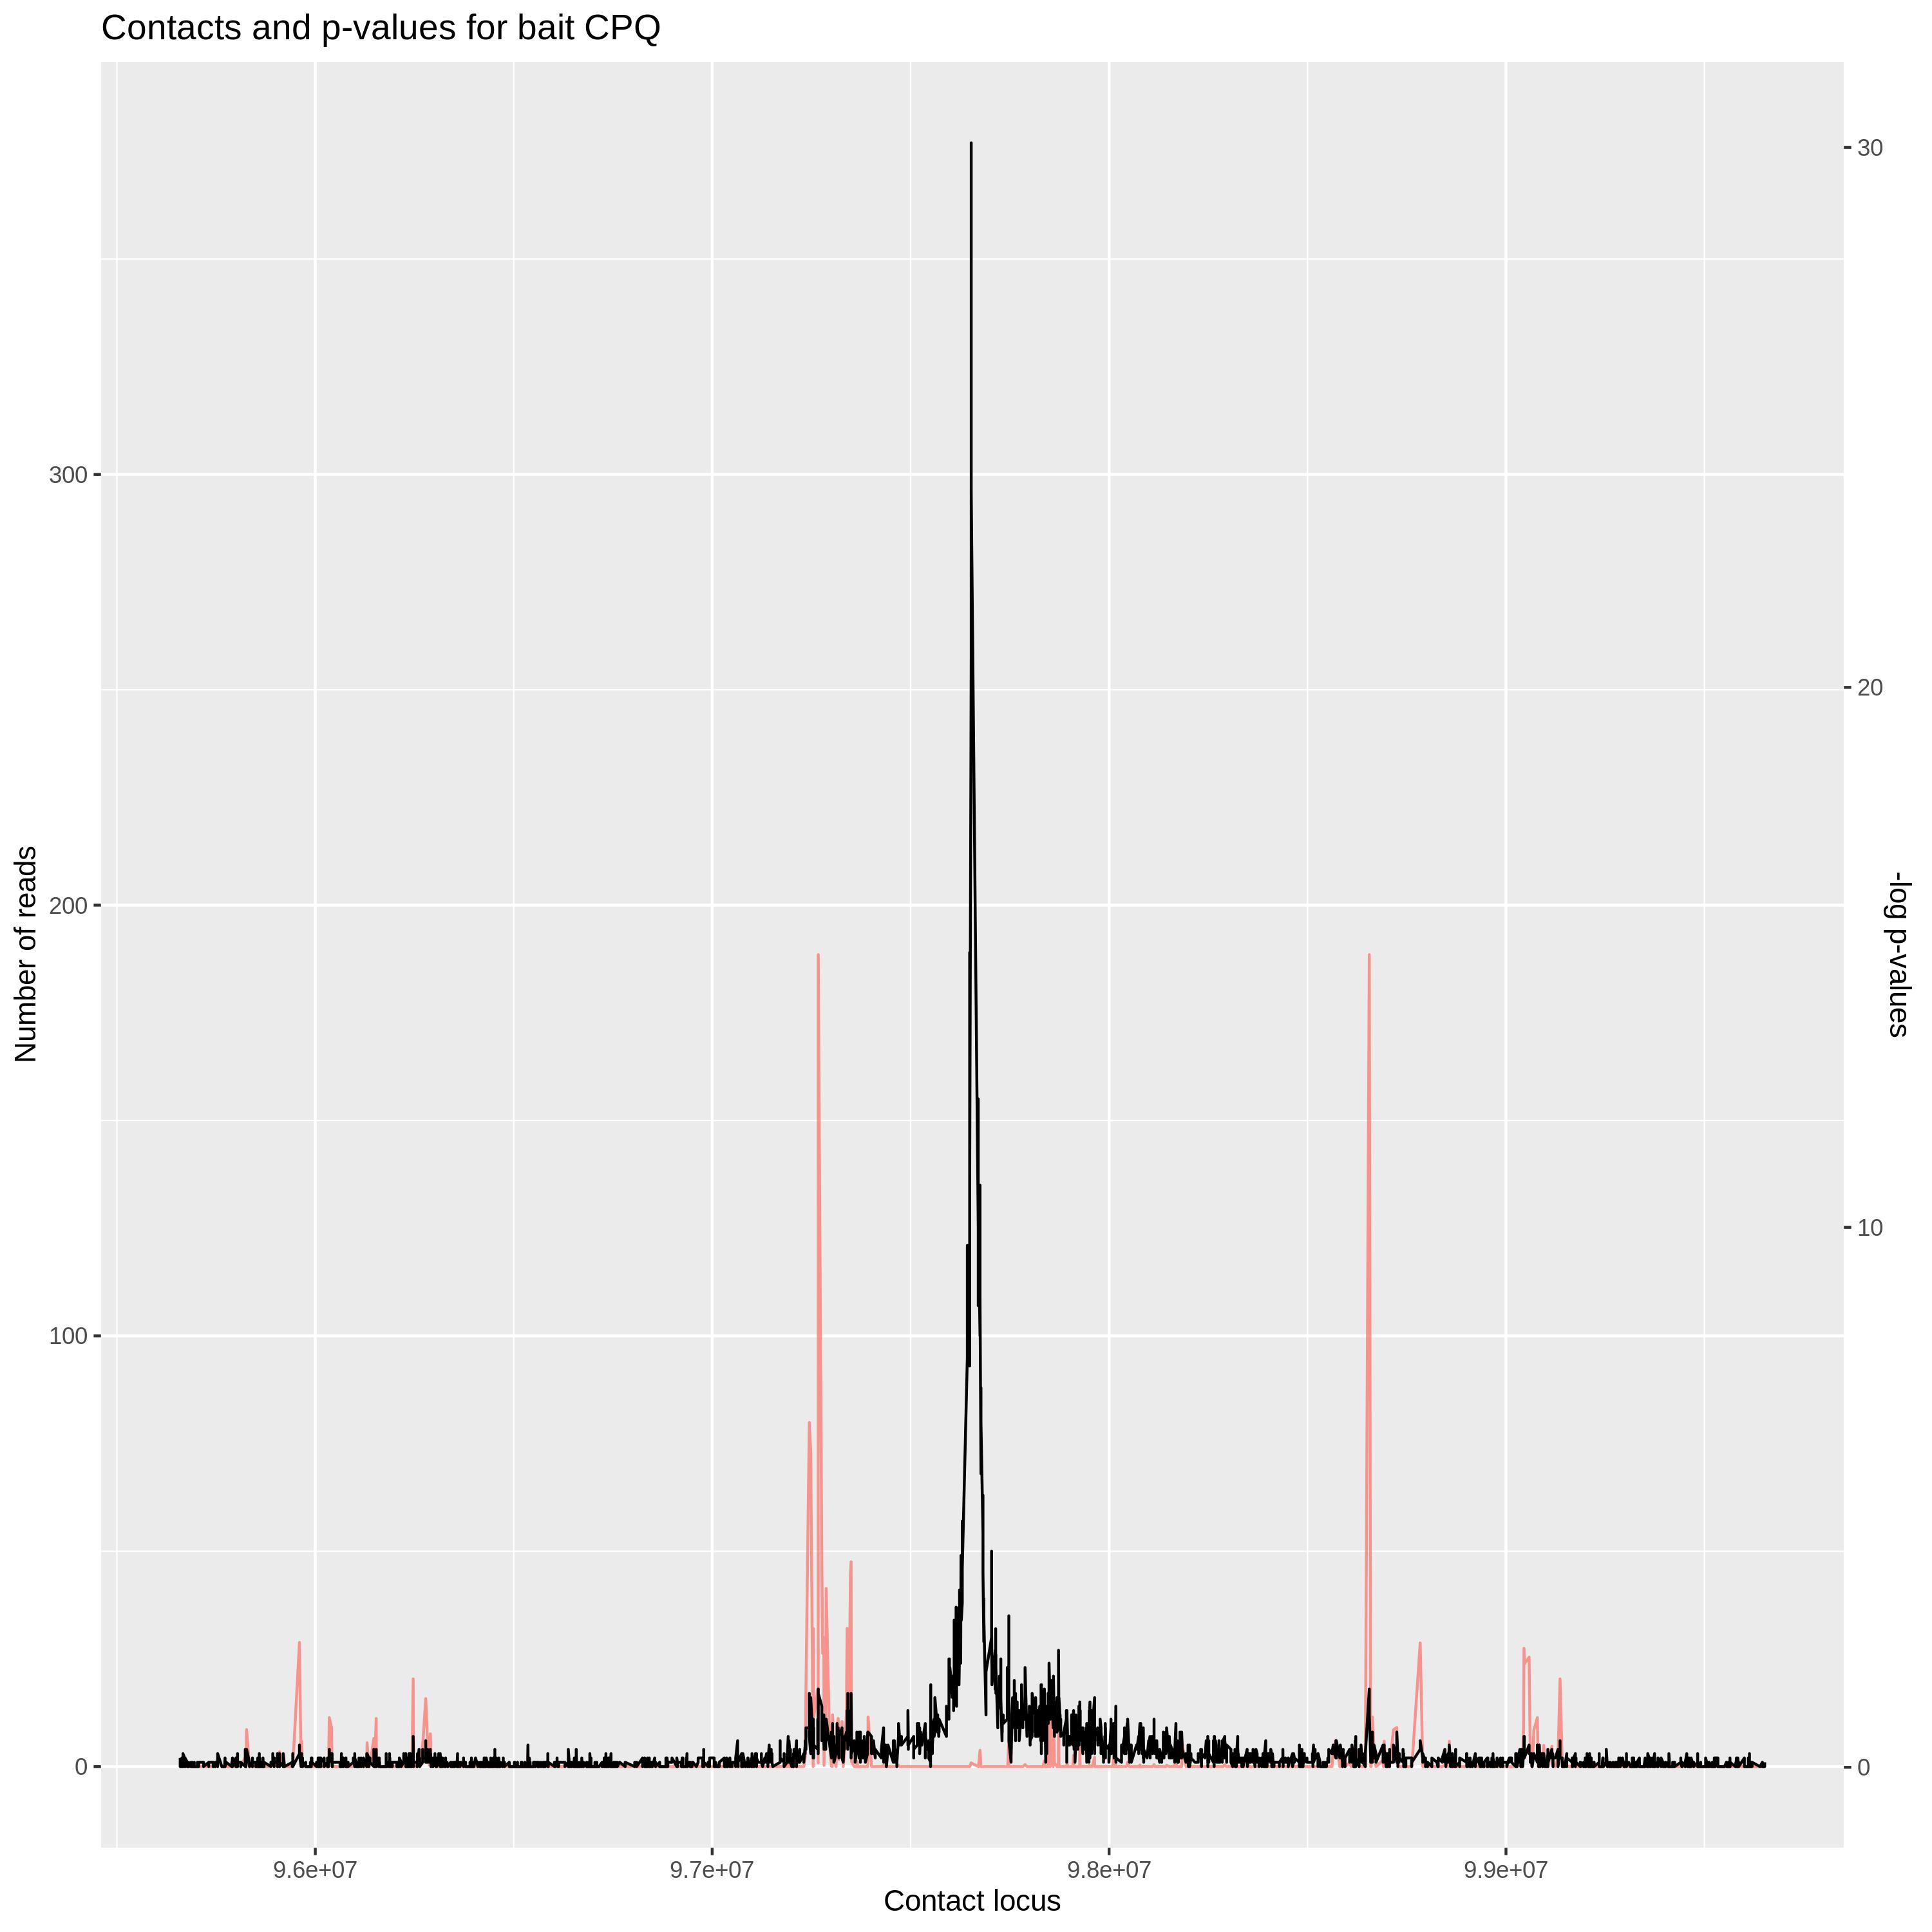 Contacts and p-values for bait CPQ
Number of reads
300
200
100
0
30
20
10
0
-log p-values
9.6e+07
9.7e+07
9.8e+07
9.9e+07
Contact locus